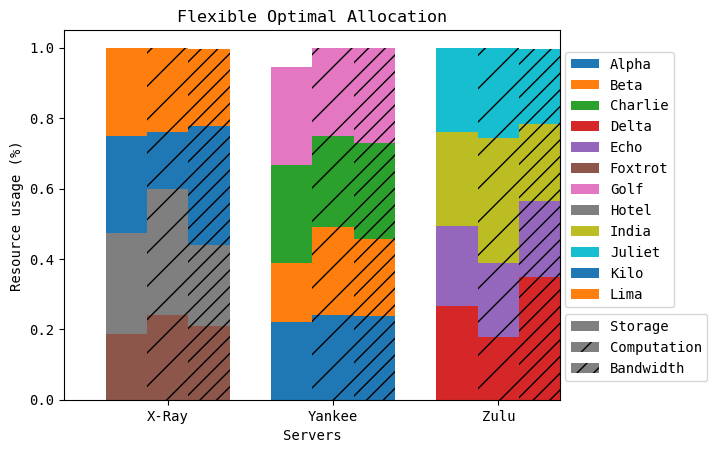 Flexible Optimal Allocation
1.0
0.8
0.6
0.4
0.2
0.0
Resource usage (%)
X-Ray
Yankee
Zulu
Servers
Alpha
Beta
Charlie
Delta
Echo
Foxtrot
Golf
Hotel
India
Juliet
Kilo
Lima
Storage
Computation
Bandwidth